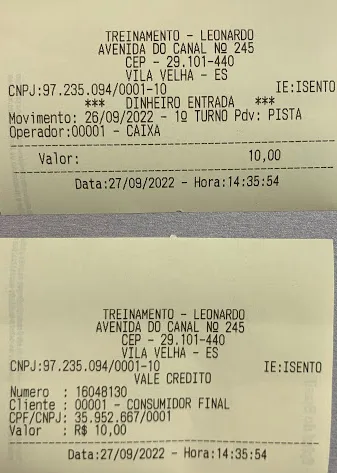 TREINAMENTO - LEONARDO
AVENIDA DO CANAL Nº 245
CEP - 29.101-440
VILA VELHA - ES
CNPJ:97.235.094/0001-10 IE:ISENTO
*** DINHEIRO ENTRADA ***
Movimento: 26/09/2022 - 1º TURNO Pdv: PISTA
Operador:00001 - CAIXA
Valor: 10,00
Data:27/09/2022 - Hora:14:35:54
TREINAMENTO - LEONARDO
AVENIDA DO CANAL Nº 245
CEP - 29.101-440
VILA VELHA - ES
CNPJ:97.235.094/0001-10 IE:ISENTO
VALE CREDITO
Numero : 16048130
Cliente : 00001 - CONSUMIDOR FINAL
CPF/CNPJ: 35.952.667/0001
Valor : R$ 10,00
Data:27/09/2022 - Hora:14:35:54